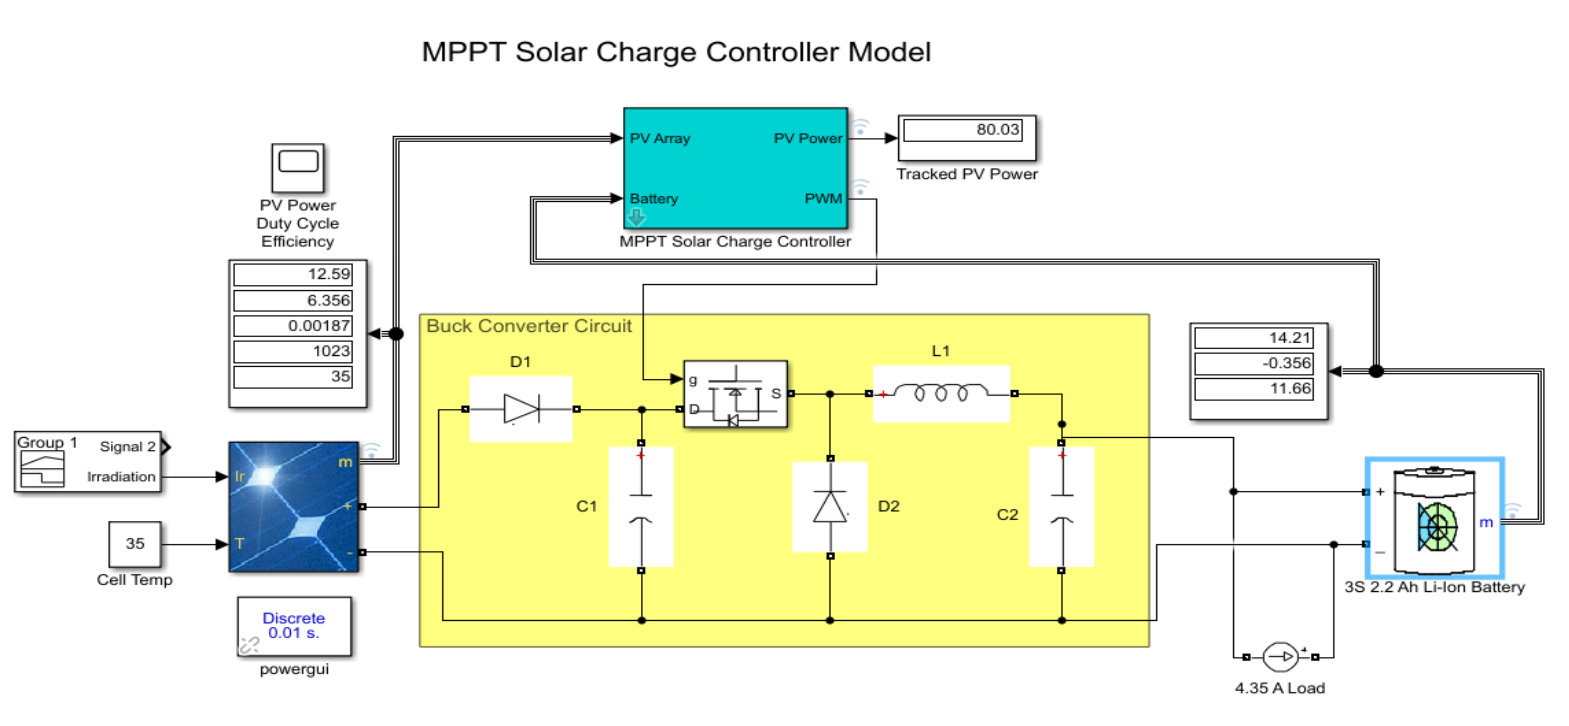 MPPT Solar Charge Controller Model
PV Array
PV Power
Battery
PWM
MPPT Solar Charge Controller
80.03
Tracked PV Power
PV Power
Duty Cycle
Efficiency
12.59
6.356
0.00187
1023
35
Buck Converter Circuit
D1
g
D
S
L1
C1
D2
C2
14.21
-0.356
11.66
Group 1
Signal 2
Irradiation
Ir
m
+
T
-
35
Cell Temp
Discrete
0.01 s.
powergui
+
m
_
3S 2.2 Ah Li-Ion Battery
+
4.35 A Load